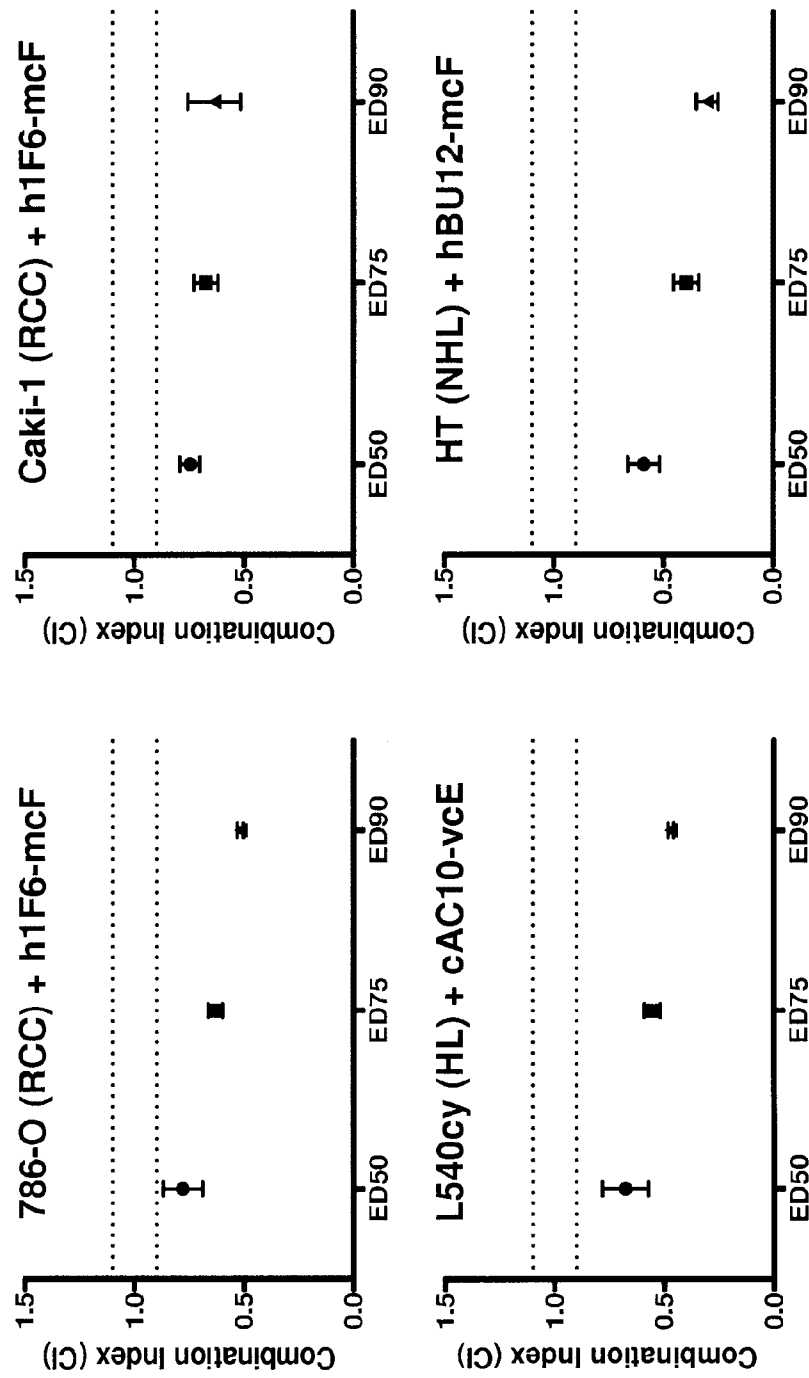 786-O (RCC) + h1F6-mcF
Combination Index (CI)
1.5
1.0
0.5
0.0
ED50
ED75
ED90
Caki-1 (RCC) + h1F6-mcF
Combination Index (CI)
1.5
1.0
0.5
0.0
ED50
ED75
ED90
L540cy (HL) + cAC10-vcE
Combination Index (CI)
1.5
1.0
0.5
0.0
ED50
ED75
ED90
HT (NHL) + hBU12-mcF
Combination Index (CI)
1.5
1.0
0.5
0.0
ED50
ED75
ED90